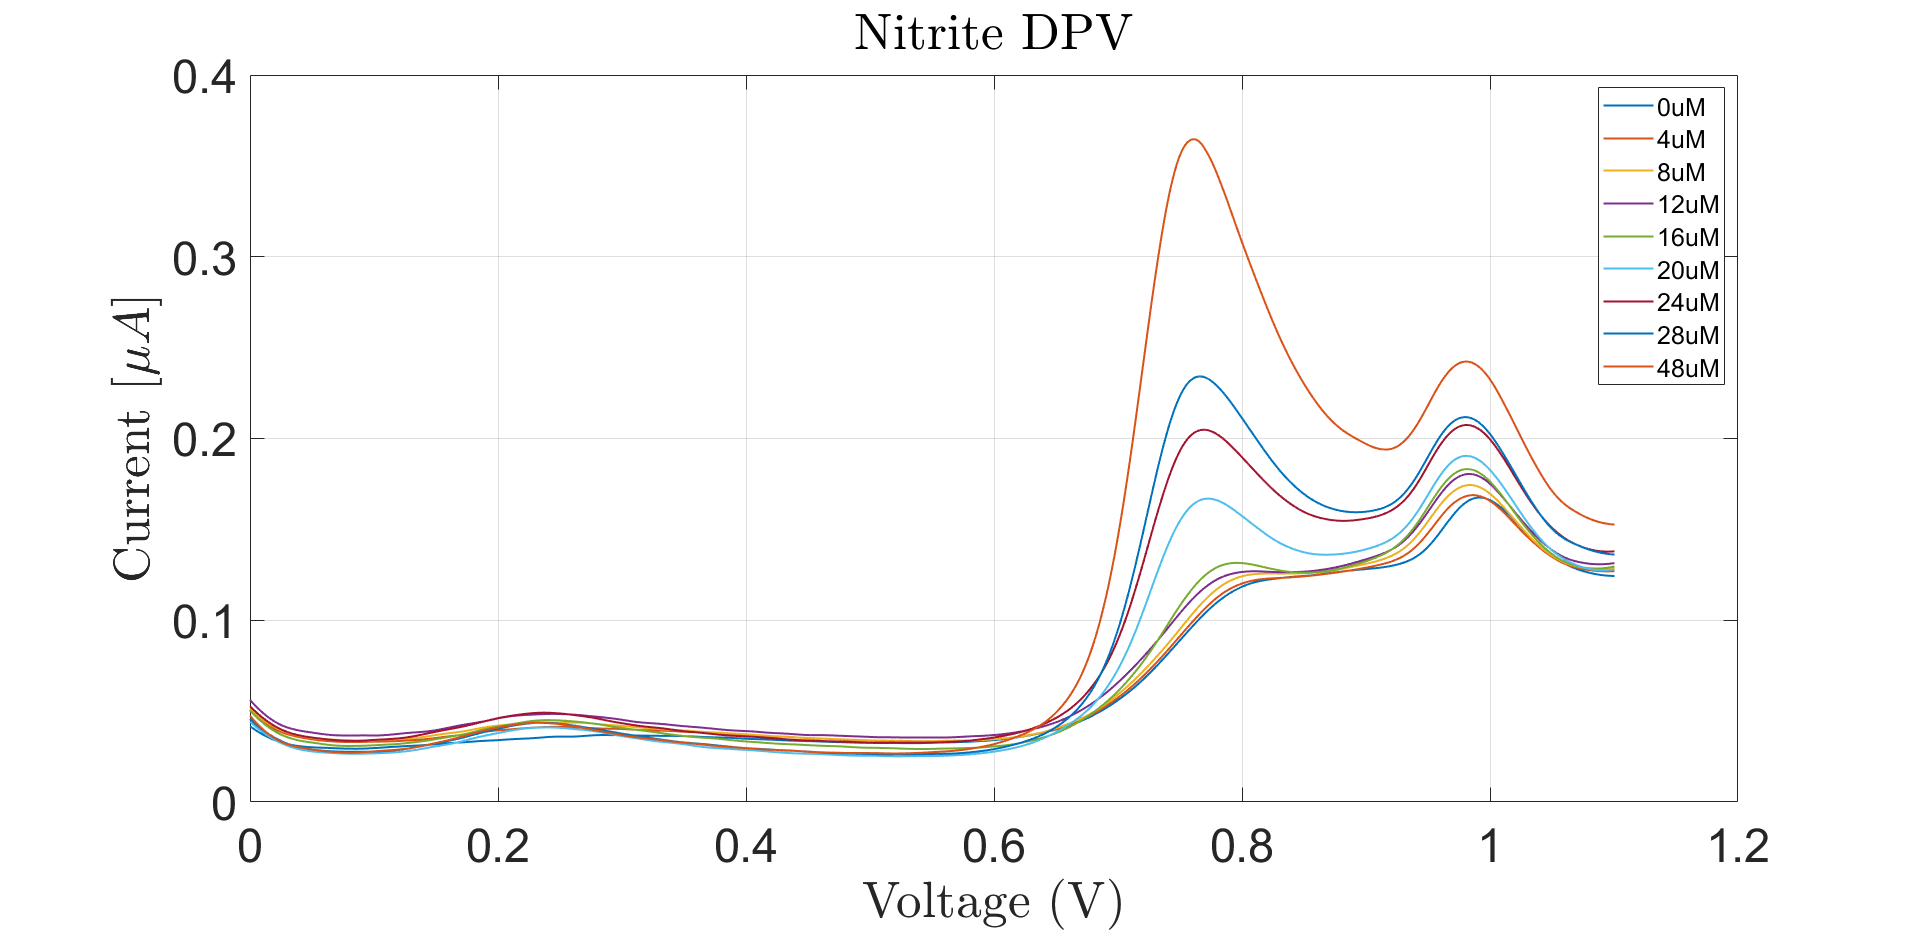 Nitrite DPV
Current [μA]
0.4
0.3
0.2
0.1
0
0uM
4uM
8uM
12uM
16uM
20uM
24uM
28uM
48uM
0 0.2 0.4 0.6 0.8 1 1.2
Voltage (V)